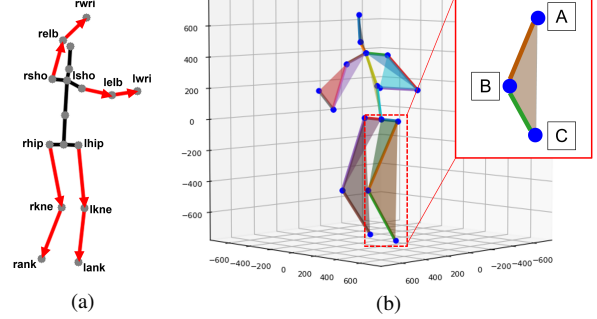 rwri
relb
rsho
lsho
lelb
lwri
rhip
lhip
rkne
lkne
rank
lank
(a)
600
400
200
0
−200
−400
−600
−600 −400 −200 0 200 400 600
600 400 200 0 −200 −400 −600
A
B
C
(b)